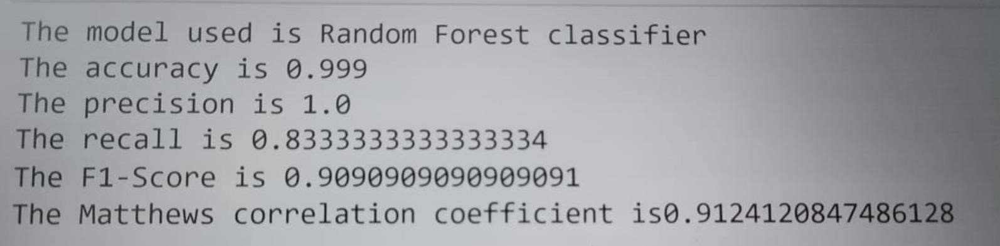 The model used is Random Forest classifier
The accuracy is 0.999
The precision is 1.0
The recall is 0.8333333333333334
The F1-Score is 0.9090909090909091
The Matthews correlation coefficient is0.9124120847486128